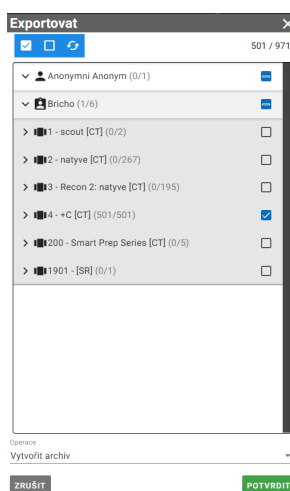 Exportovat
501 / 971
Anonymni Anonym (0/1)
Bricho (1/6)
1 - scout [CT] (0/2)
2 - natyve [CT] (0/267)
3 - Recon 2: natyve [CT] (0/195)
4 - +C [CT] (501/501)
200 - Smart Prep Series [CT] (0/5)
1901 - [SR] (0/1)
Operace
Vytvořit archiv
ZRUŠIT
POTVRDIT